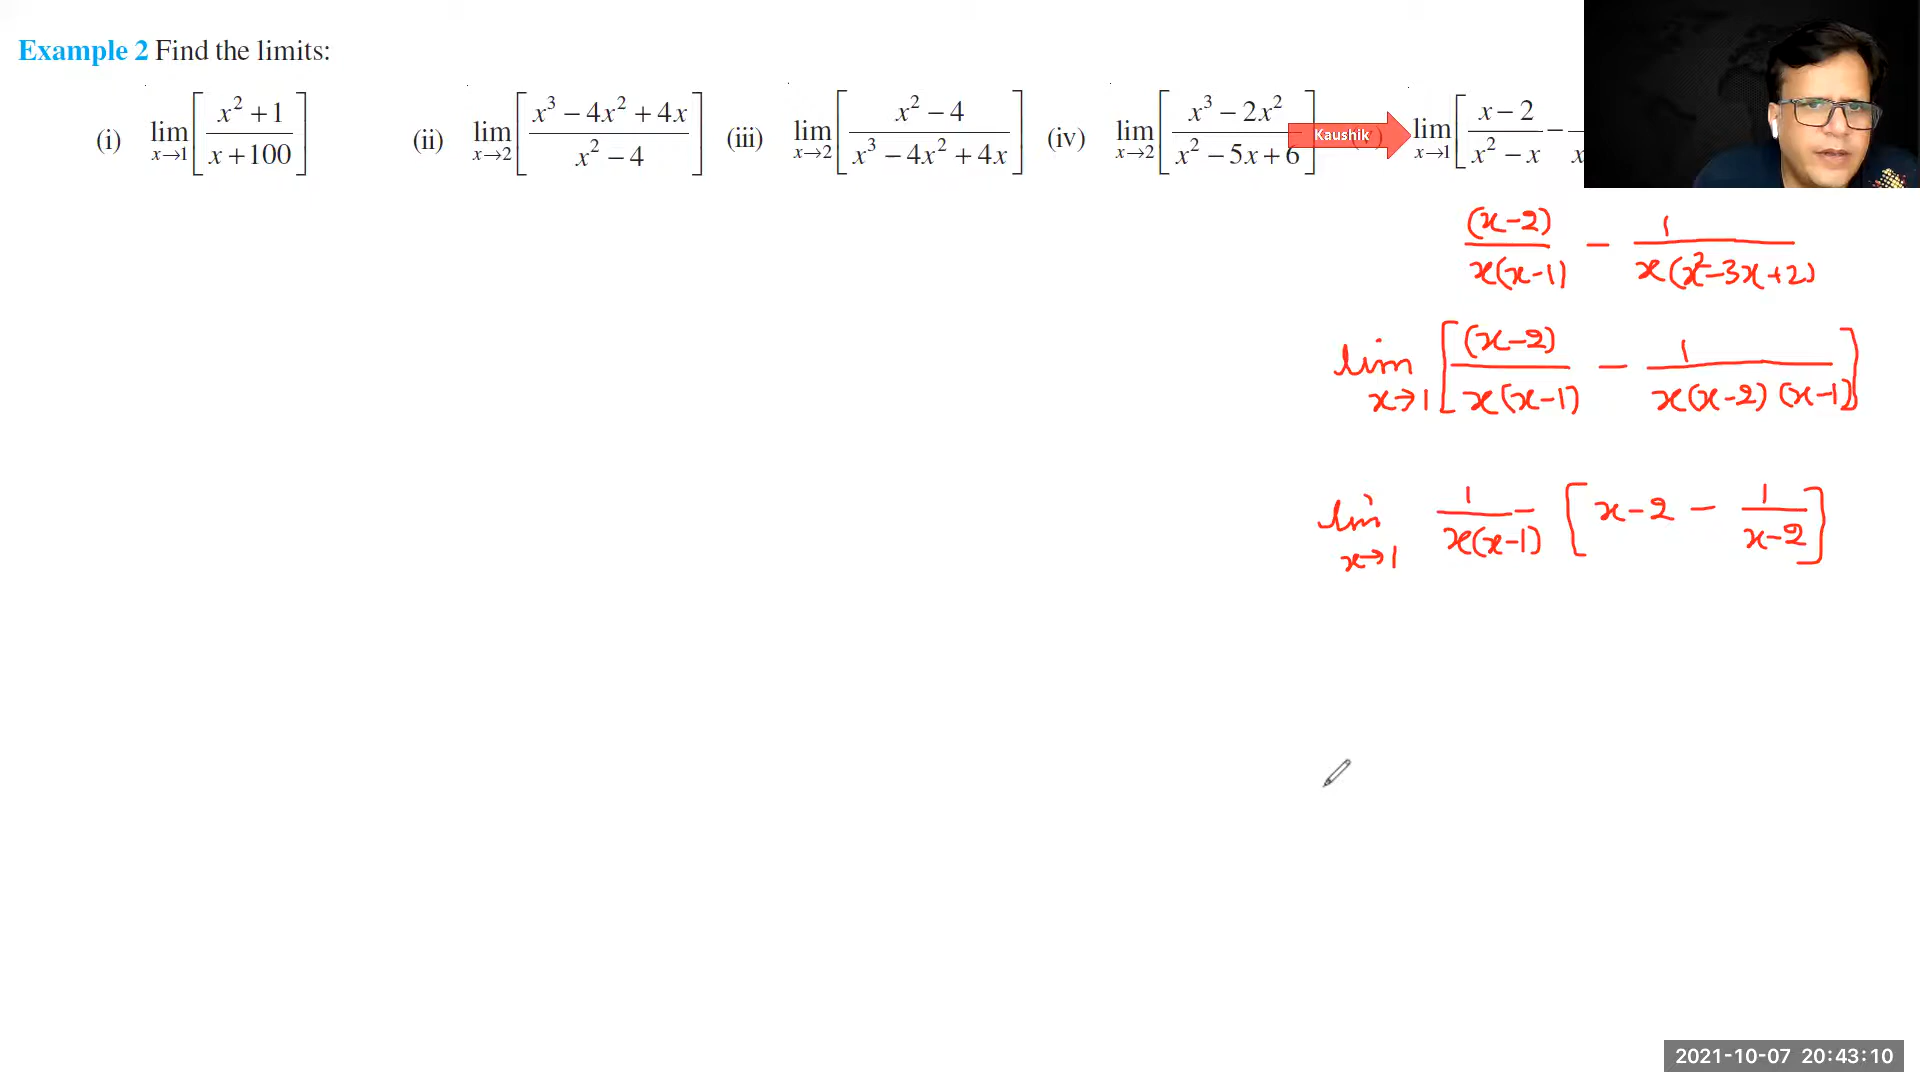 Example 2 Find the limits:
(i) lim x→1 [ (x² + 1) / (x + 100) ] (ii) lim x→2 [ (x³ − 4x² + 4x) / (x² − 4) ] (iii) lim x→2 [ (x² − 4) / (x³ − 4x² + 4x) ] (iv) lim x→2 [ (x³ − 2x²) / (x² − 5x + 6) ] Kaushik lim x→1 [ (x − 2) / (x² − x) −
(x−2) / x(x−1) − 1 / x(x²−3x+2)
lim x→1 [ (x−2) / x(x−1) − 1 / x(x−2)(x−1) ]
lim x→1 1 / x(x−1) [ x−2 − 1 / x−2 ]
2021-10-07 20:43:10